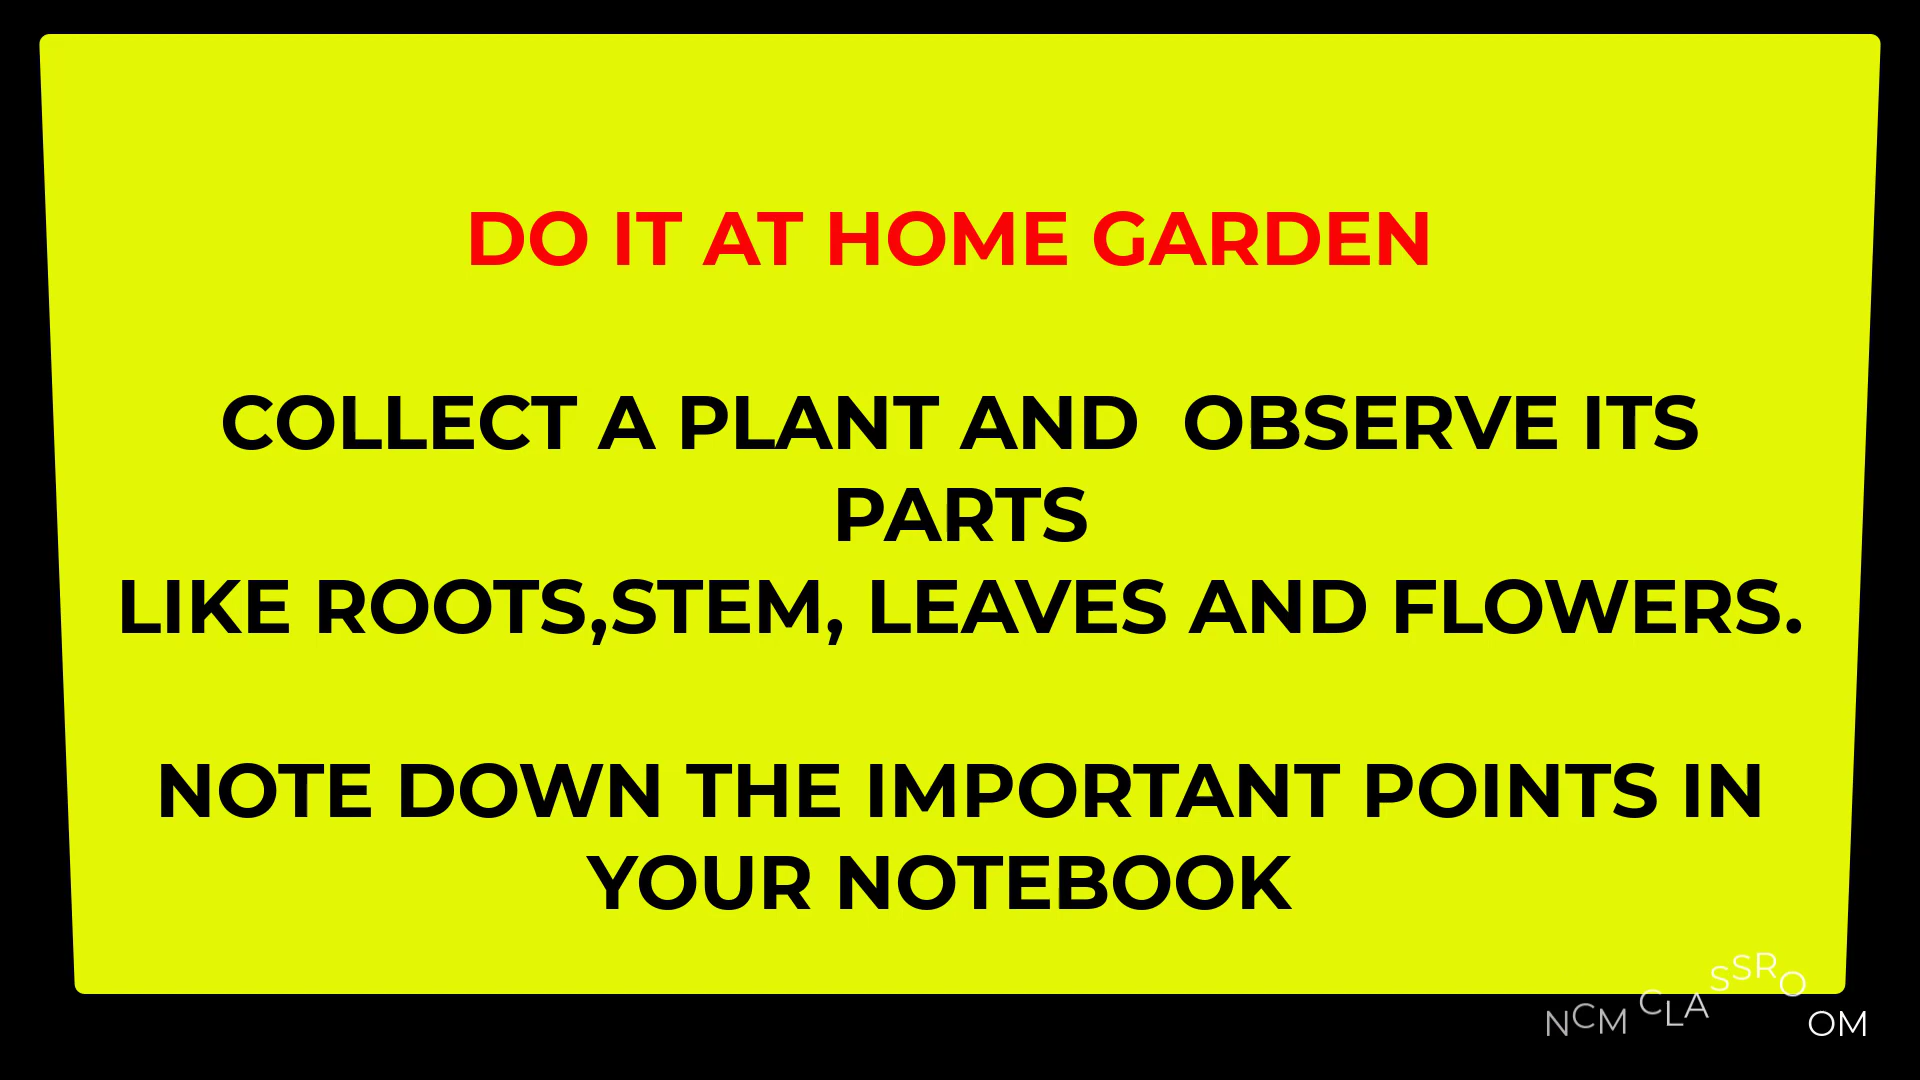 DO IT AT HOME GARDEN
COLLECT A PLANT AND  OBSERVE ITS
PARTS
LIKE ROOTS,STEM, LEAVES AND FLOWERS.
NOTE DOWN THE IMPORTANT POINTS IN
YOUR NOTEBOOK
NCM CLASSROOM